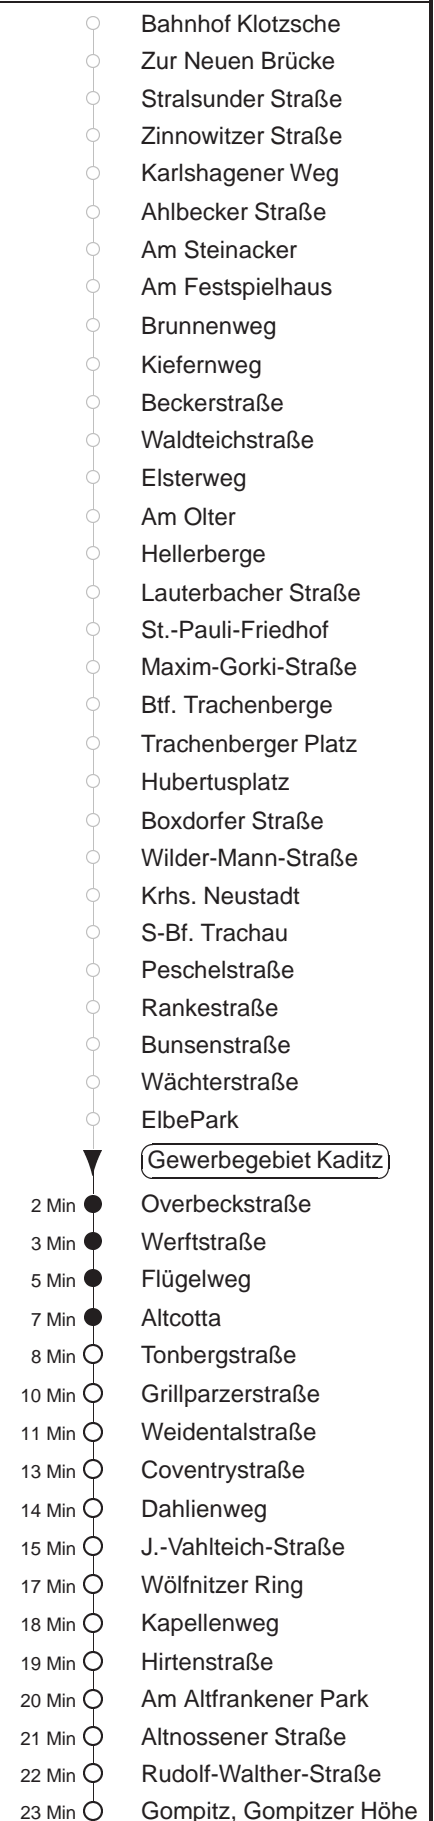 Bahnhof Klotzsche
Zur Neuen Brücke
Stralsunder Straße
Zinnowitzer Straße
Karlshagener Weg
Ahlbecker Straße
Am Steinacker
Am Festspielhaus
Brunnenweg
Kiefernweg
Beckerstraße
Waldteichstraße
Elsterweg
Am Olter
Hellerberge
Lauterbacher Straße
St.-Pauli-Friedhof
Maxim-Gorki-Straße
Btf. Trachenberge
Trachenberger Platz
Hubertusplatz
Boxdorfer Straße
Wilder-Mann-Straße
Krhs. Neustadt
S-Bf. Trachau
Peschelstraße
Rankestraße
Bunsenstraße
Wächterstraße
ElbePark
Gewerbegebiet Kaditz
2 Min Overbeckstraße
3 Min Werftstraße
5 Min Flügelweg
7 Min Altcotta
8 Min Tonbergstraße
10 Min Grillparzerstraße
11 Min Weidentalstraße
13 Min Coventrystraße
14 Min Dahlienweg
15 Min J.-Vahlteich-Straße
17 Min Wölfnitzer Ring
18 Min Kapellenweg
19 Min Hirtenstraße
20 Min Am Altfrankener Park
21 Min Altnossener Straße
22 Min Rudolf-Walther-Straße
23 Min Gompitz, Gompitzer Höhe